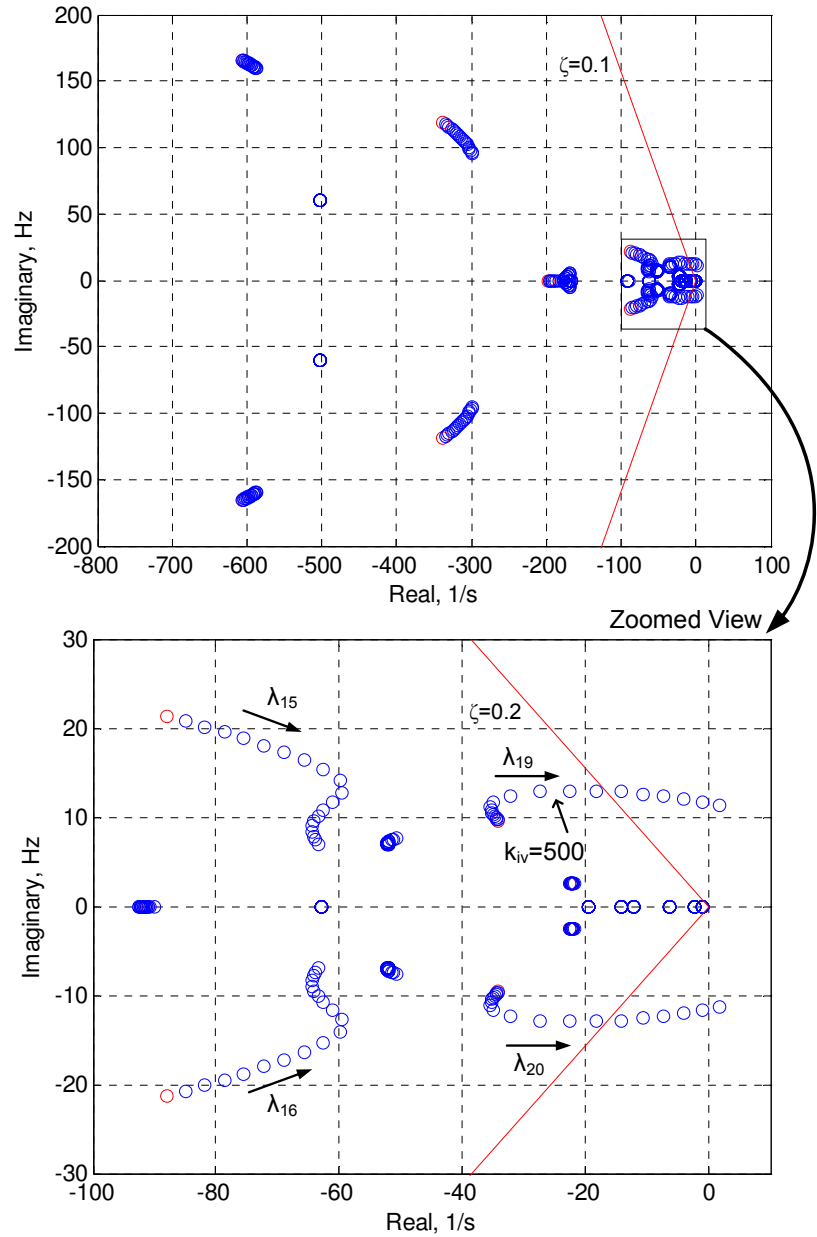 200
150
100
50
0
-50
-100
-150
-200
Imaginary, Hz
ζ=0.1
-800 -700 -600 -500 -400 -300 -200 -100 0 100
Real, 1/s
Zoomed View
30
20
10
0
-10
-20
-30
Imaginary, Hz
λ15
ζ=0.2
λ19
kiv=500
λ16
λ20
-100 -80 -60 -40 -20 0
Real, 1/s